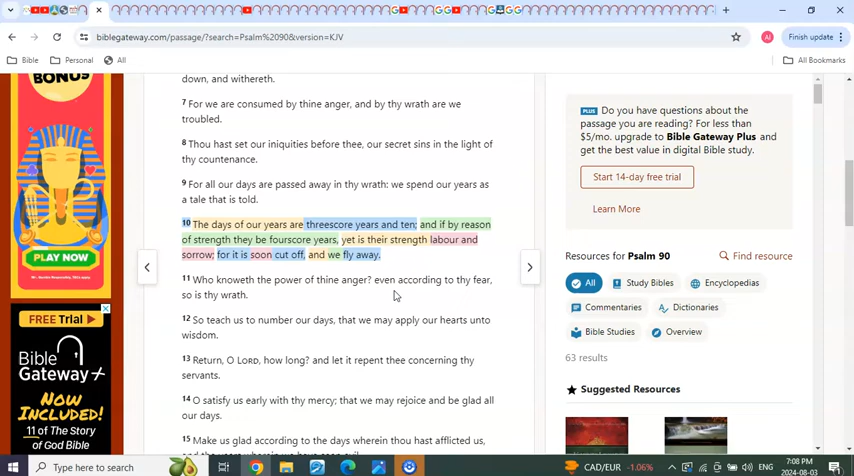 biblegateway.com/passage/?search=Psalm%2090&version=KJV
AI
Finish update
Bible
Personal
All
All Bookmarks
BONUS
PLAY NOW
FREE Trial
BIBLE
GATEWAY+
NOW
INCLUDED!
11 of The Story
of God Bible
down, and withereth.
7 For we are consumed by thine anger, and by thy wrath are we
troubled.
8 Thou hast set our iniquities before thee, our secret sins in the light of
thy countenance.
9 For all our days are passed away in thy wrath: we spend our years as
a tale that is told.
10 The days of our years are threescore years and ten; and if by reason
of strength they be fourscore years, yet is their strength labour and
sorrow; for it is soon cut off, and we fly away.
11 Who knoweth the power of thine anger? even according to thy fear,
so is thy wrath.
12 So teach us to number our days, that we may apply our hearts unto
wisdom.
13 Return, O LORD, how long? and let it repent thee concerning thy
servants.
14 O satisfy us early with thy mercy; that we may rejoice and be glad all
our days.
15 Make us glad according to the days wherein thou hast afflicted us,
PLUS Do you have questions about the
passage you are reading? For less than
$5/mo. upgrade to Bible Gateway Plus and
get the best value in digital Bible study.
Start 14-day free trial
Learn More
Resources for Psalm 90
Find resource
All
Study Bibles
Encyclopedias
Commentaries
Dictionaries
Bible Studies
Overview
63 results
Suggested Resources
Type here to search
CAD/EUR -1.06%
ENG
7:08 PM
2024-08-03